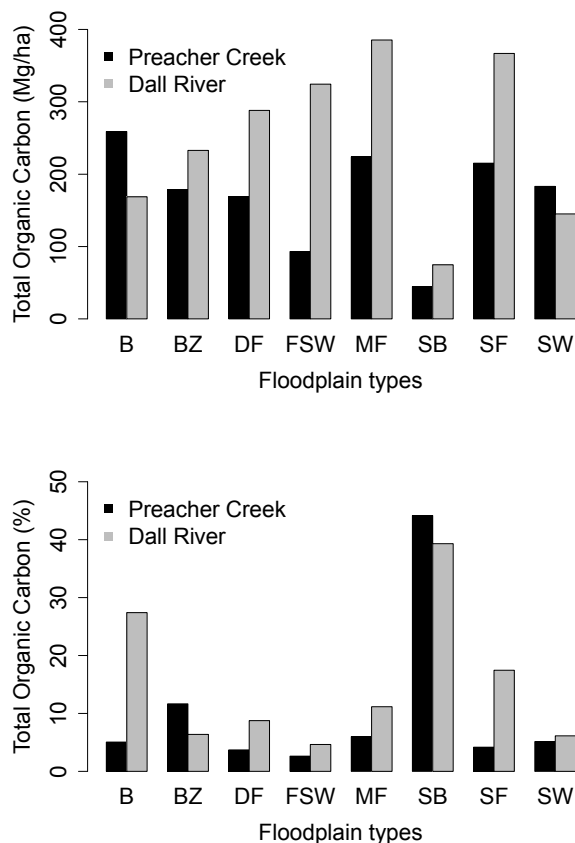 Total Organic Carbon (Mg/ha)
400
300
200
100
0
Preacher Creek
Dall River
B BZ DF FSW MF SB SF SW
Floodplain types
Total Organic Carbon (%)
50
40
30
20
10
0
Preacher Creek
Dall River
B BZ DF FSW MF SB SF SW
Floodplain types